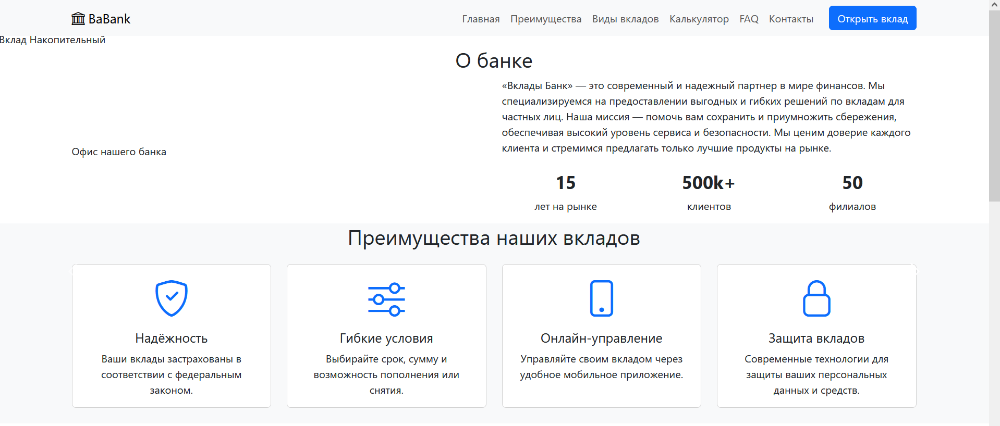 BaBank
Главная Преимущества Виды вкладов Калькулятор FAQ Контакты Открыть вклад
Вклад Накопительный
О банке
«Вклады Банк» — это современный и надежный партнер в мире финансов. Мы
специализируемся на предоставлении выгодных и гибких решений по вкладам для
частных лиц. Наша миссия — помочь вам сохранить и приумножить сбережения,
обеспечивая высокий уровень сервиса и безопасности. Мы ценим доверие каждого
клиента и стремимся предлагать только лучшие продукты на рынке.
Офис нашего банка
15
лет на рынке
500k+
клиентов
50
филиалов
Преимущества наших вкладов
Надёжность
Ваши вклады застрахованы в
соответствии с федеральным
законом.
Гибкие условия
Выбирайте срок, сумму и
возможность пополнения или
снятия.
Онлайн-управление
Управляйте своим вкладом через
удобное мобильное приложение.
Защита вкладов
Современные технологии для
защиты ваших персональных
данных и средств.